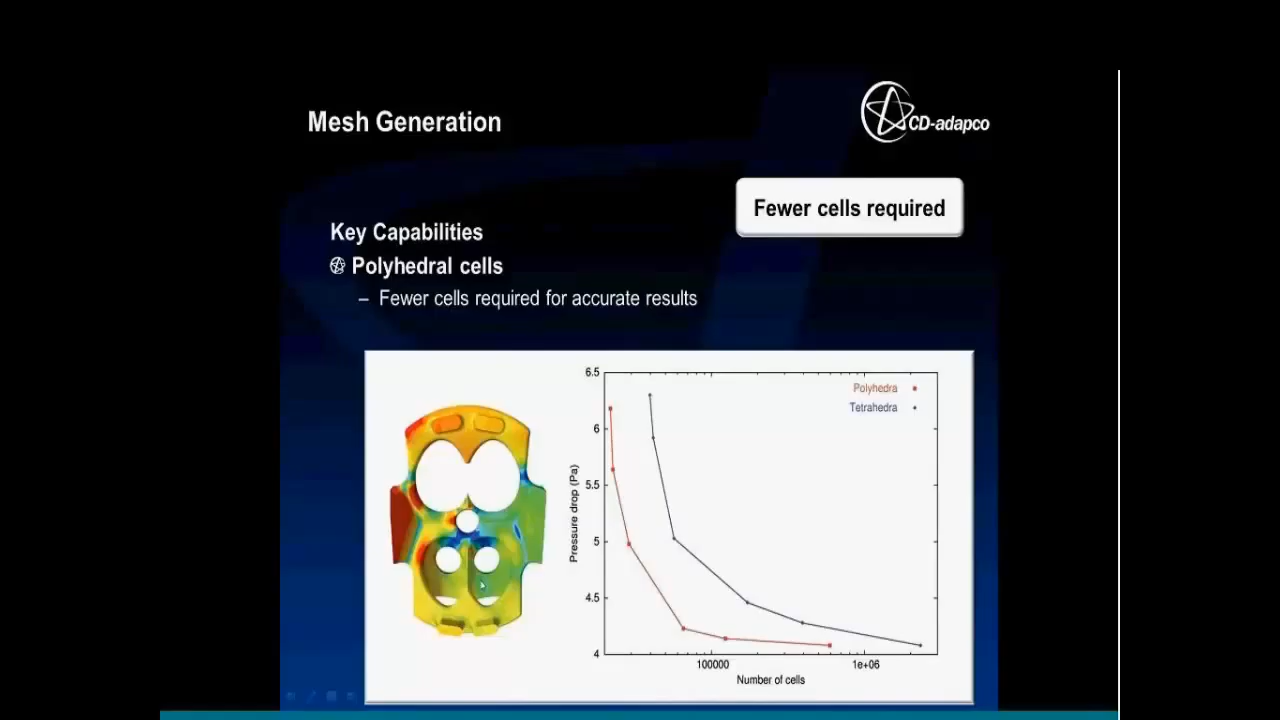 Mesh Generation
CD-adapco
Fewer cells required
Key Capabilities
Polyhedral cells
– Fewer cells required for accurate results
6.5
6
5.5
5
4.5
4
Pressure drop (Pa)
Polyhedra
Tetrahedra
100000
1e+06
Number of cells